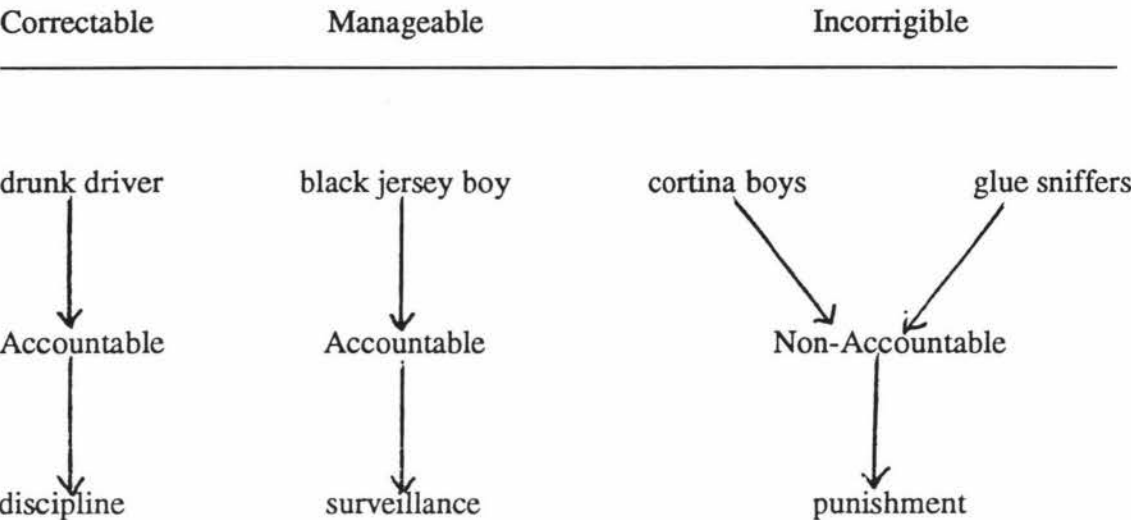 Correctable Manageable Incorrigible
drunk driver black jersey boy cortina boys glue sniffers
Accountable Accountable Non-Accountable
discipline surveillance punishment